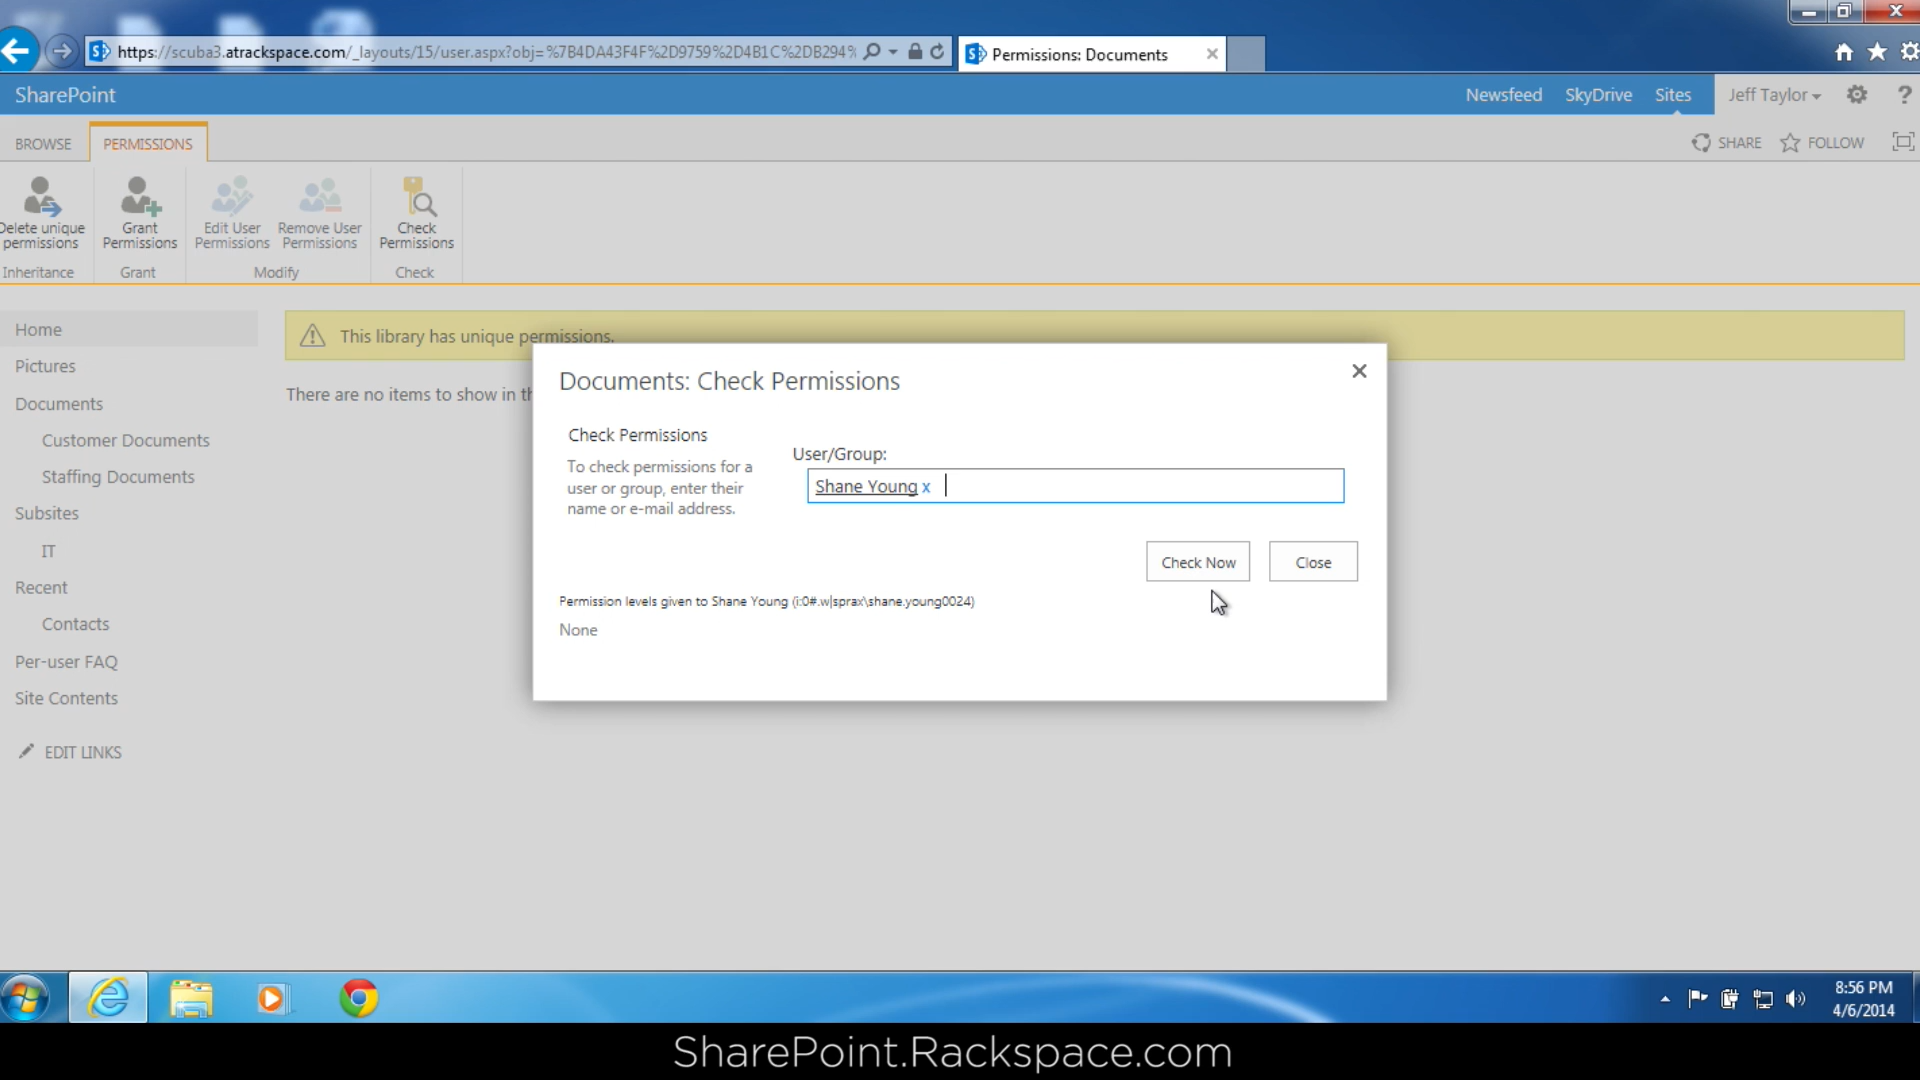 https://scuba3.atrackspace.com/_layouts/15/user.aspx?obj=%7B4DA43F4F%2D9759%2D4B1C%2DB294%
Permissions: Documents
SharePoint
Newsfeed SkyDrive Sites Jeff Taylor
BROWSE PERMISSIONS
SHARE FOLLOW
Delete unique permissions
Grant Permissions
Edit User Permissions
Remove User Permissions
Check Permissions
Inheritance Grant Modify Check
Home
Pictures
Documents
Customer Documents
Staffing Documents
Subsites
IT
Recent
Contacts
Per-user FAQ
Site Contents
EDIT LINKS
This library has unique permissions.
There are no items to show in th
Documents: Check Permissions
Check Permissions
To check permissions for a
user or group, enter their
name or e-mail address.
User/Group:
Shane Young x
Check Now Close
Permission levels given to Shane Young (i:0#.w|sprax\shane.young0024)
None
8:56 PM
4/6/2014
SharePoint.Rackspace.com